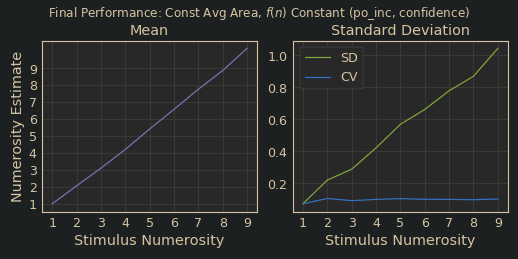 Final Performance: Const Avg Area, f(n) Constant (po_inc, confidence)
Mean
Numerosity Estimate
9
8
7
6
5
4
3
2
1
1 2 3 4 5 6 7 8 9
Stimulus Numerosity
Standard Deviation
SD
CV
1.0
0.8
0.6
0.4
0.2
1 2 3 4 5 6 7 8 9
Stimulus Numerosity